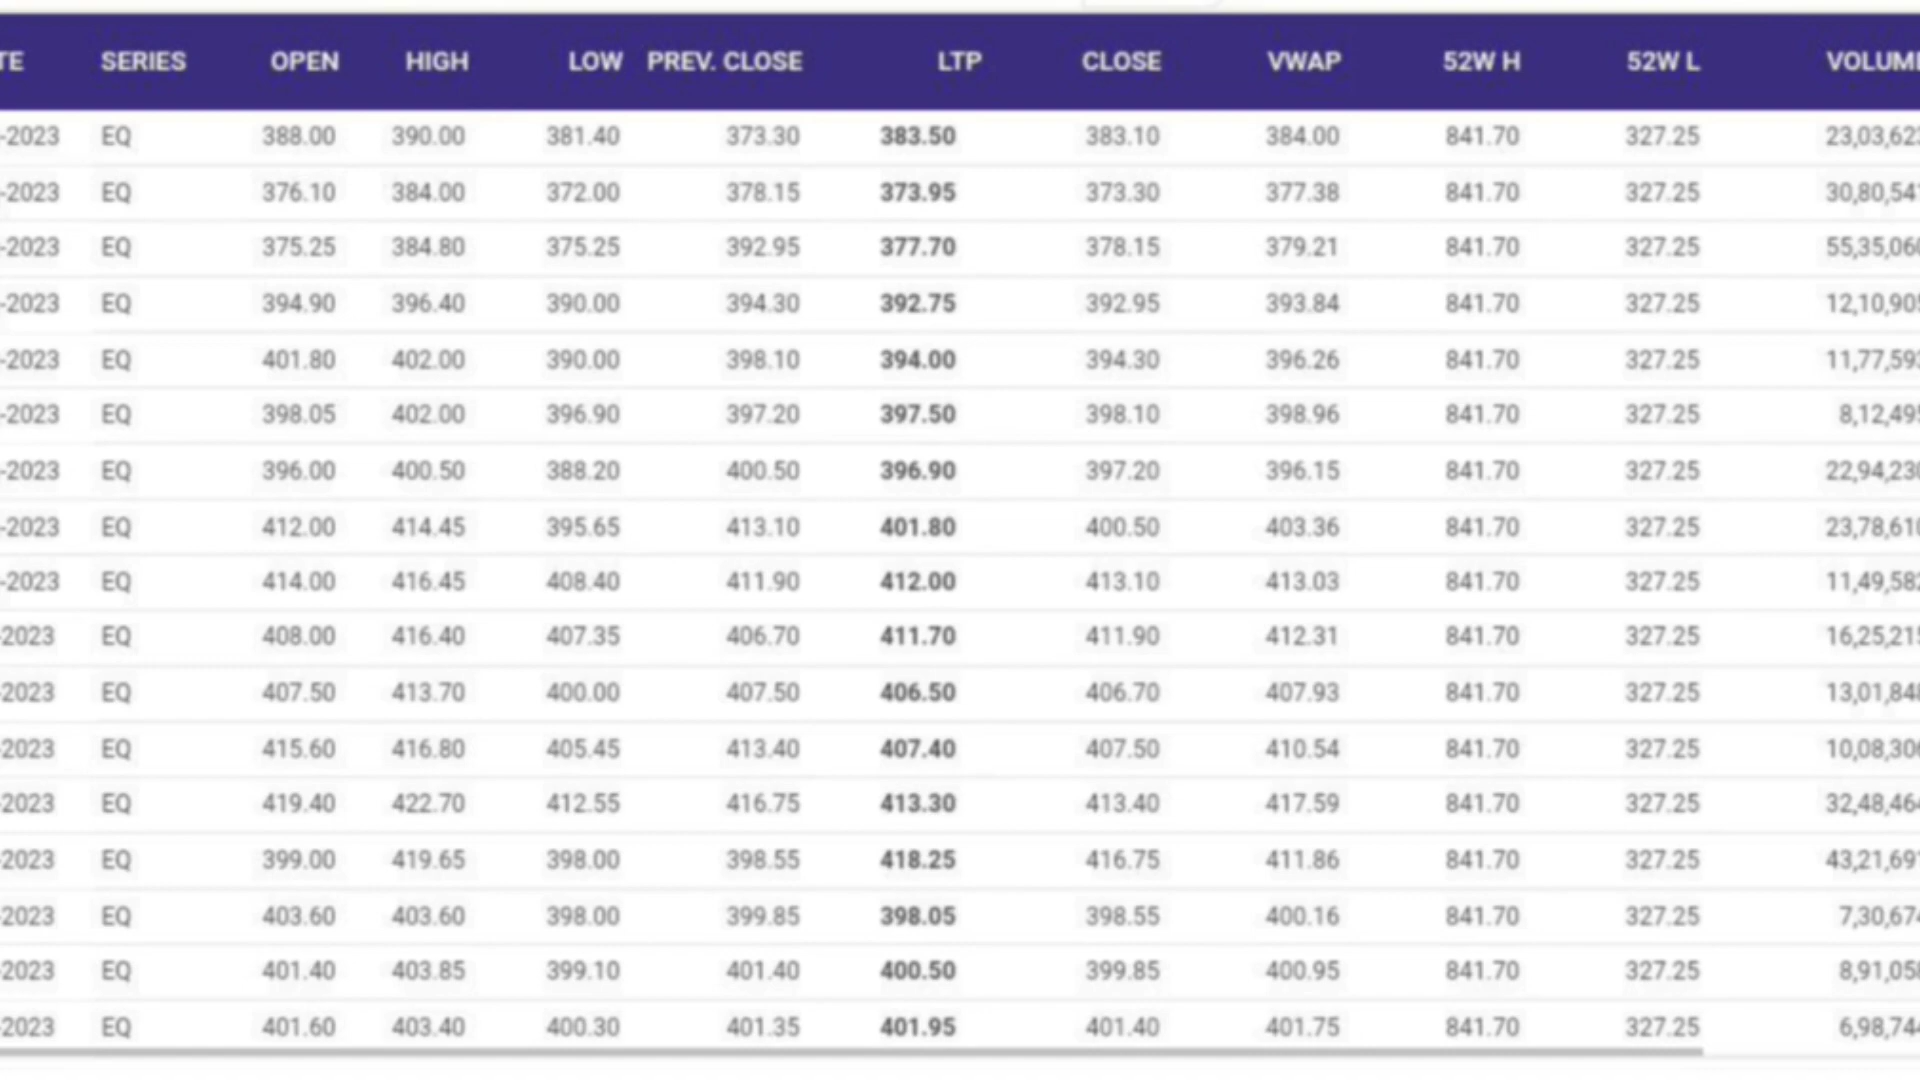 TE SERIES OPEN HIGH LOW PREV. CLOSE LTP CLOSE VWAP 52W H 52W L VOLUME
-2023 EQ 388.00 390.00 381.40 373.30 383.50 383.10 384.00 841.70 327.25 23,03,623
-2023 EQ 376.10 384.00 372.00 378.15 373.95 373.30 377.38 841.70 327.25 30,80,541
-2023 EQ 375.25 384.80 375.25 392.95 377.70 378.15 379.21 841.70 327.25 55,35,060
-2023 EQ 394.90 396.40 390.00 394.30 392.75 392.95 393.84 841.70 327.25 12,10,905
-2023 EQ 401.80 402.00 390.00 398.10 394.00 394.30 396.26 841.70 327.25 11,77,593
-2023 EQ 398.05 402.00 396.90 397.20 397.50 398.10 398.96 841.70 327.25 8,12,495
-2023 EQ 396.00 400.50 388.20 400.50 396.90 397.20 396.15 841.70 327.25 22,94,230
-2023 EQ 412.00 414.45 395.65 413.10 401.80 400.50 403.36 841.70 327.25 23,78,610
-2023 EQ 414.00 416.45 408.40 411.90 412.00 413.10 413.03 841.70 327.25 11,49,582
-2023 EQ 408.00 416.40 407.35 406.70 411.70 411.90 412.31 841.70 327.25 16,25,215
-2023 EQ 407.50 413.70 400.00 407.50 406.50 406.70 407.93 841.70 327.25 13,01,848
-2023 EQ 415.60 416.80 405.45 413.40 407.40 407.50 410.54 841.70 327.25 10,08,306
-2023 EQ 419.40 422.70 412.55 416.75 413.30 413.40 417.59 841.70 327.25 32,48,464
-2023 EQ 399.00 419.65 398.00 398.55 418.25 416.75 411.86 841.70 327.25 43,21,691
-2023 EQ 403.60 403.60 398.00 399.85 398.05 398.55 400.16 841.70 327.25 7,30,674
-2023 EQ 401.40 403.85 399.10 401.40 400.50 399.85 400.95 841.70 327.25 8,91,058
-2023 EQ 401.60 403.40 400.30 401.35 401.95 401.40 401.75 841.70 327.25 6,98,744